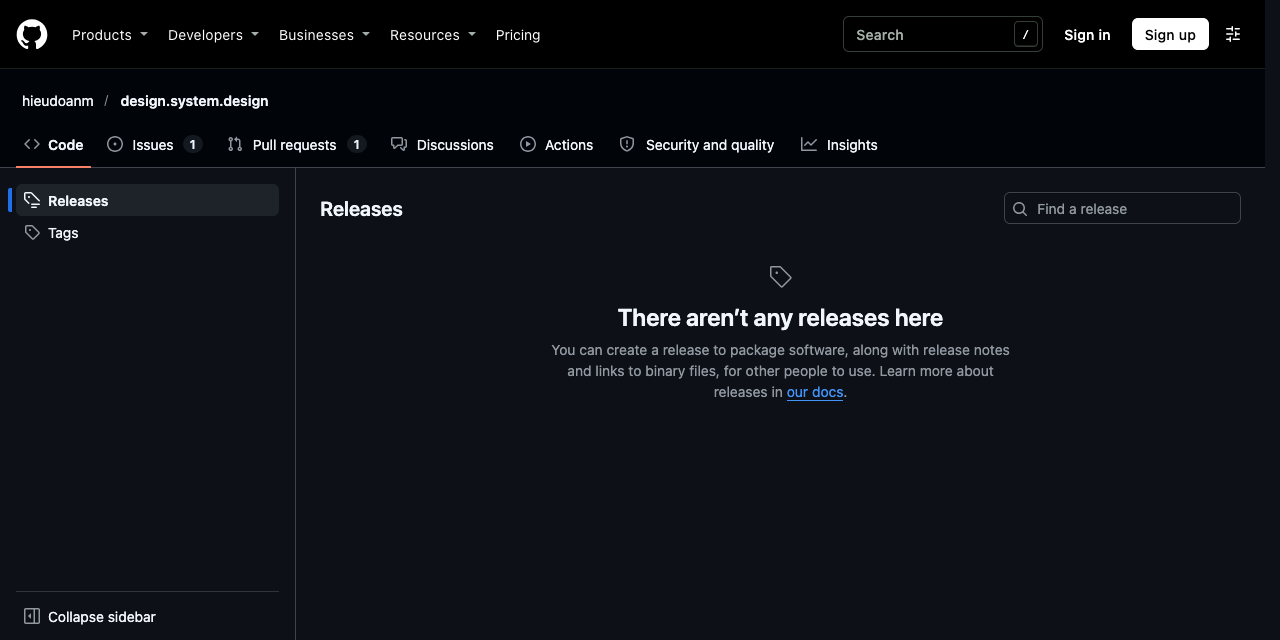 Products Developers Businesses Resources Pricing Search / Sign in Sign up
hieudoanm / design.system.design
Code Issues 1 Pull requests 1 Discussions Actions Security and quality Insights
Releases
Tags
Releases
Find a release
There aren’t any releases here
You can create a release to package software, along with release notes
and links to binary files, for other people to use. Learn more about
releases in our docs.
Collapse sidebar